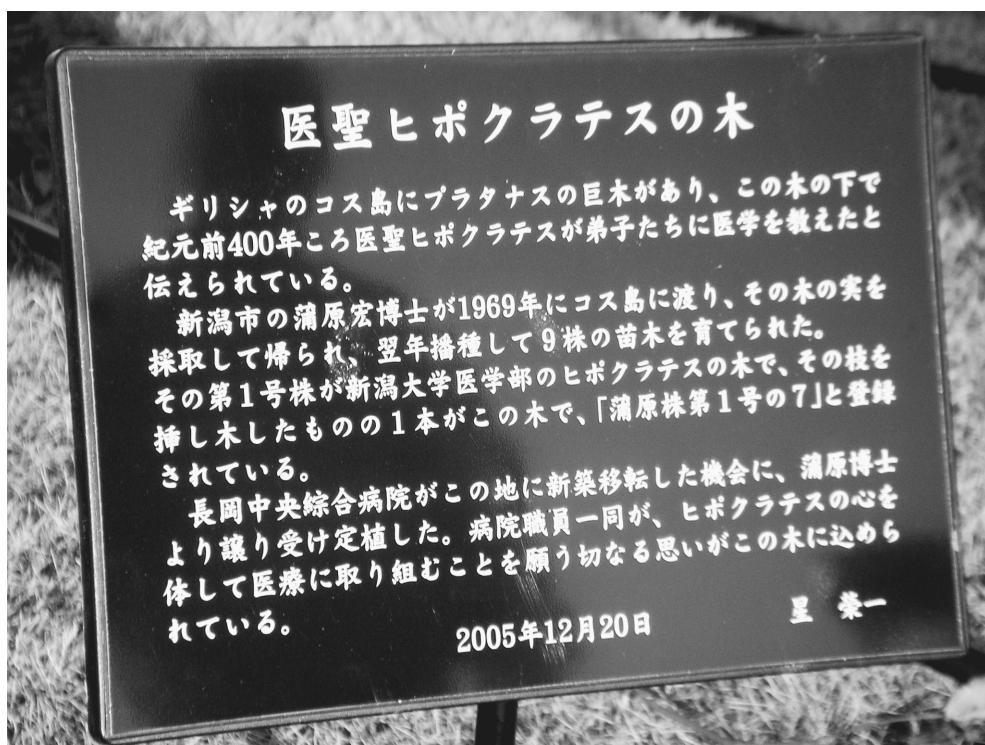 医聖ヒポクラテスの木
ギリシャのコス島にプラタナスの巨木があり、この木の下で
紀元前400年ころ医聖ヒポクラテスが弟子たちに医学を教えたと
伝えられている。
新潟市の蒲原宏博士が1969年にコス島に渡り、その木の実を
採取して帰られ、翌年播種して9株の苗木を育てられた。
その第1号株が新潟大学医学部のヒポクラテスの木で、その枝を
挿し木したものの1本がこの木で、「蒲原株第1号の7」と登録
されている。
長岡中央綜合病院がこの地に新築移転した機会に、蒲原博士
より譲り受け定植した。病院職員一同が、ヒポクラテスの心を
体して医療に取り組むことを願う切なる思いがこの木に込めら
れている。
2005年12月20日 星 榮一